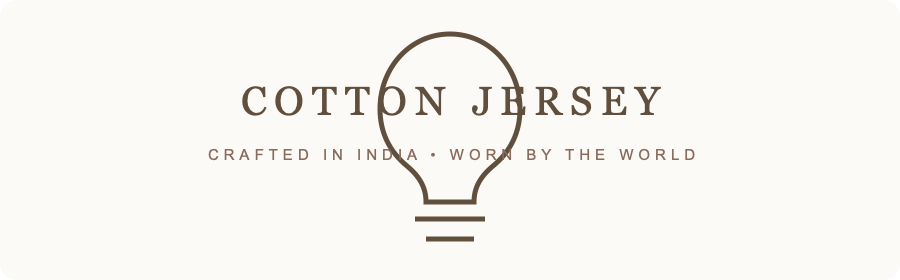 COTTON JERSEY
CRAFTED IN INDIA • WORN BY THE WORLD